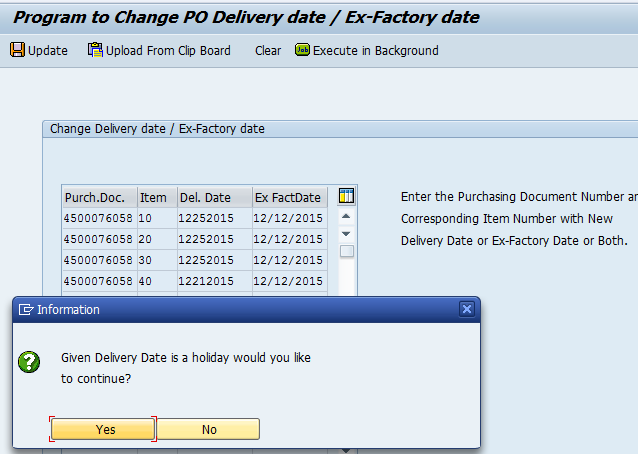 Program to Change PO Delivery date / Ex-Factory date
Update Upload From Clip Board Clear Job Execute in Background
Change Delivery date / Ex-Factory date
Purch.Doc. Item Del. Date Ex FactDate
4500076058 10 12252015 12/12/2015
4500076058 20 12252015 12/12/2015
4500076058 30 12252015 12/12/2015
4500076058 40 12212015 12/12/2015
Enter the Purchasing Document Number an
Corresponding Item Number with New
Delivery Date or Ex-Factory Date or Both.
Information
Given Delivery Date is a holiday would you like
to continue?
Yes No